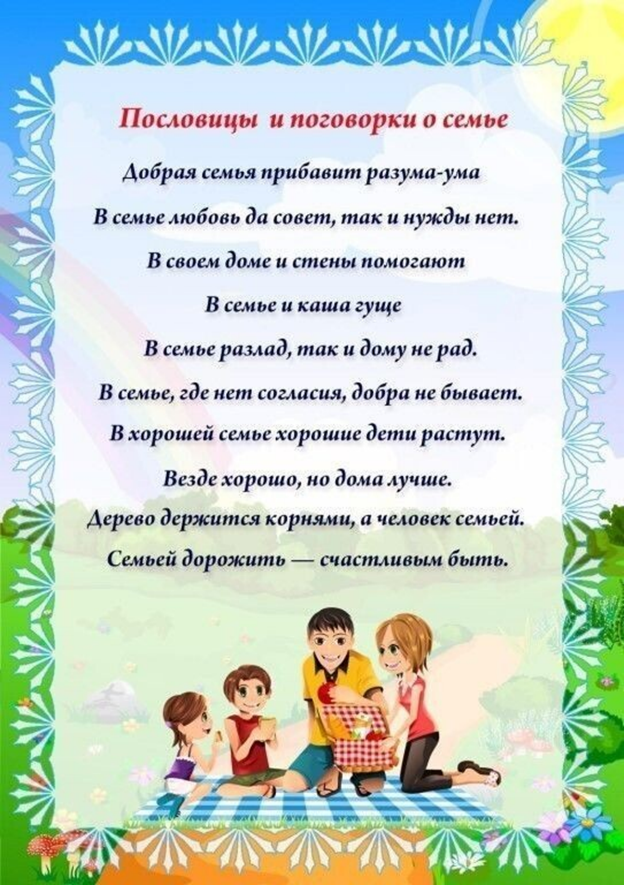 Пословицы и поговорки о семье
Добрая семья прибавит разума-ума
В семье любовь да совет, так и нужды нет.
В своем доме и стены помогают
В семье и каша гуще
В семье разлад, так и дому не рад.
В семье, где нет согласия, добра не бывает.
В хорошей семье хорошие дети растут.
Везде хорошо, но дома лучше.
Дерево держится корнями, а человек семьей.
Семьей дорожить — счастливым быть.